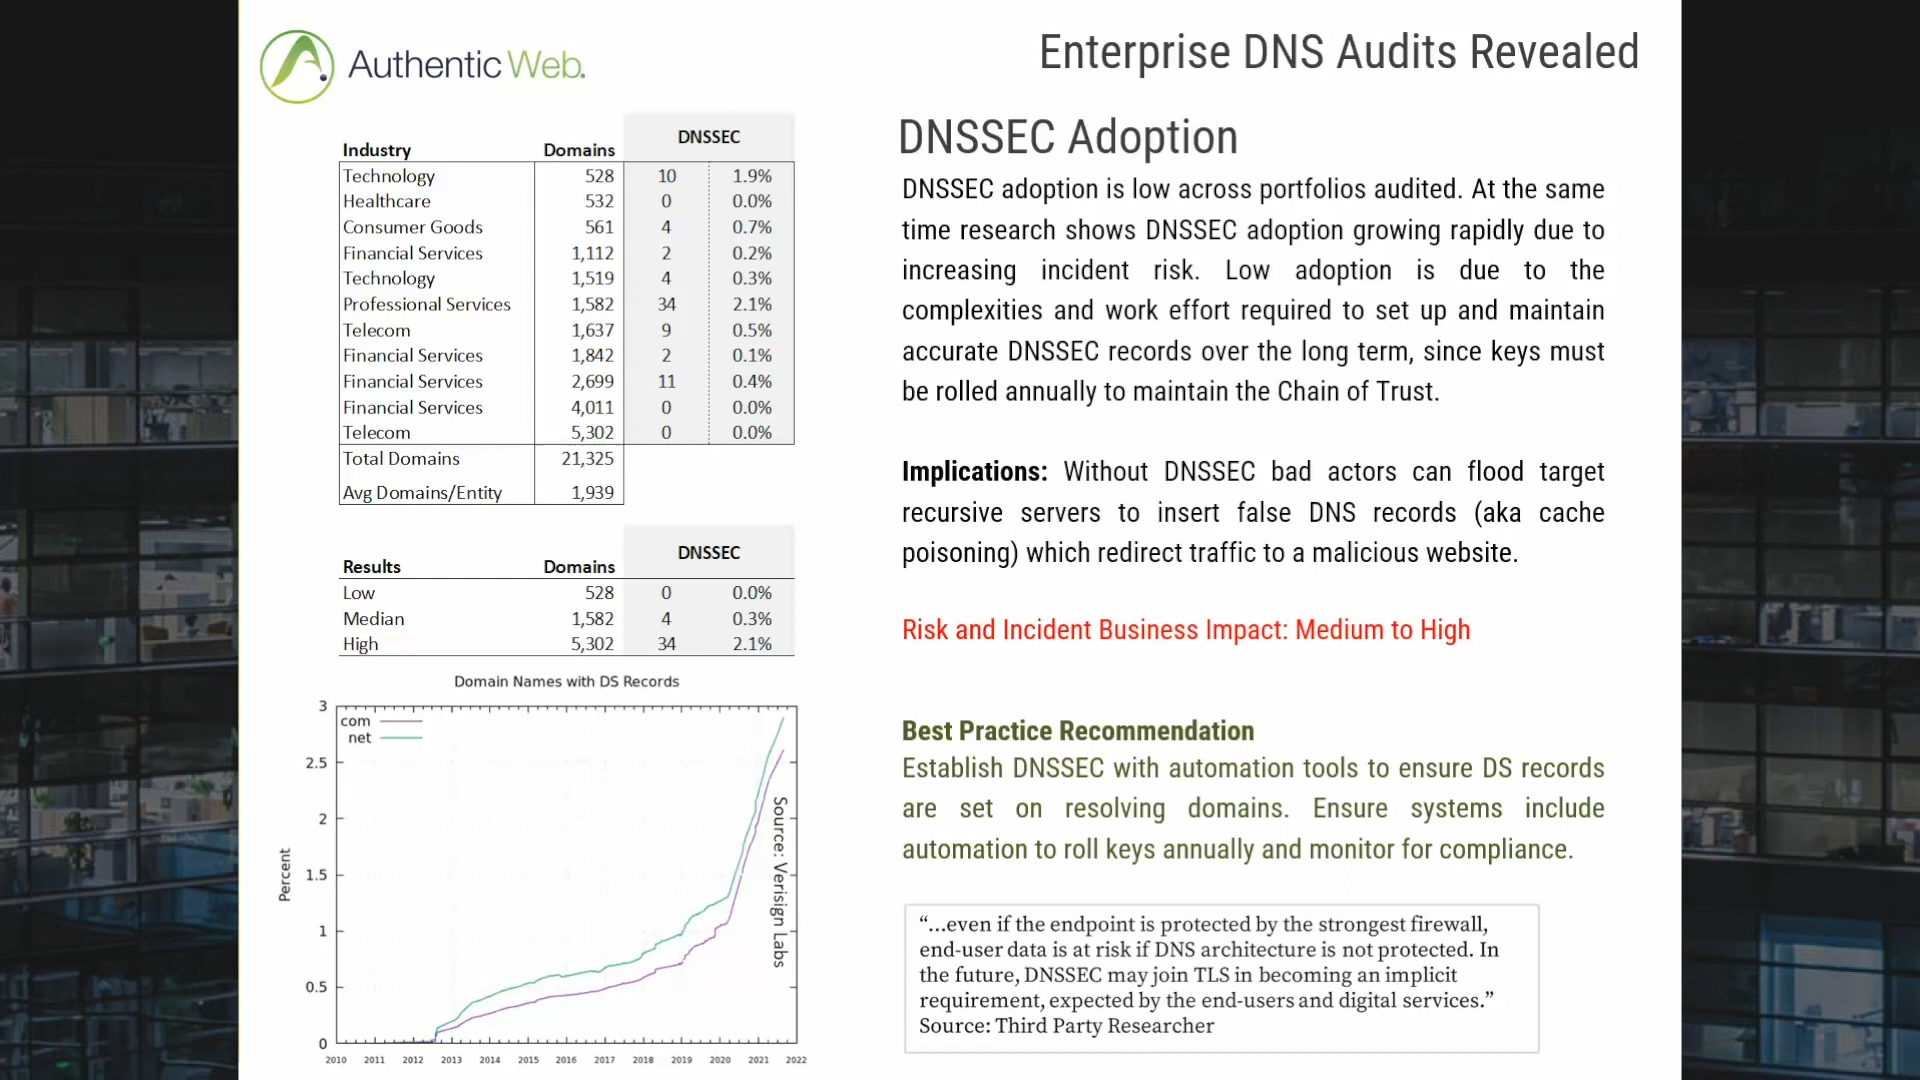 Authentic Web.
Enterprise DNS Audits Revealed
DNSSEC
Industry Domains
Technology 528 10 1.9%
Healthcare 532 0 0.0%
Consumer Goods 561 4 0.7%
Financial Services 1,112 2 0.2%
Technology 1,519 4 0.3%
Professional Services 1,582 34 2.1%
Telecom 1,637 9 0.5%
Financial Services 1,842 2 0.1%
Financial Services 2,699 11 0.4%
Financial Services 4,011 0 0.0%
Telecom 5,302 0 0.0%
Total Domains 21,325
Avg Domains/Entity 1,939
DNSSEC
Results Domains
Low 528 0 0.0%
Median 1,582 4 0.3%
High 5,302 34 2.1%
Domain Names with DS Records
com
net
Percent
3
2.5
2
1.5
1
0.5
0
2010 2011 2012 2013 2014 2015 2016 2017 2018 2019 2020 2021 2022
Source: Verisign Labs
DNSSEC Adoption
DNSSEC adoption is low across portfolios audited. At the same
time research shows DNSSEC adoption growing rapidly due to
increasing incident risk. Low adoption is due to the
complexities and work effort required to set up and maintain
accurate DNSSEC records over the long term, since keys must
be rolled annually to maintain the Chain of Trust.
Implications: Without DNSSEC bad actors can flood target
recursive servers to insert false DNS records (aka cache
poisoning) which redirect traffic to a malicious website.
Risk and Incident Business Impact: Medium to High
Best Practice Recommendation
Establish DNSSEC with automation tools to ensure DS records
are set on resolving domains. Ensure systems include
automation to roll keys annually and monitor for compliance.
“...even if the endpoint is protected by the strongest firewall,
end-user data is at risk if DNS architecture is not protected. In
the future, DNSSEC may join TLS in becoming an implicit
requirement, expected by the end-users and digital services.”
Source: Third Party Researcher